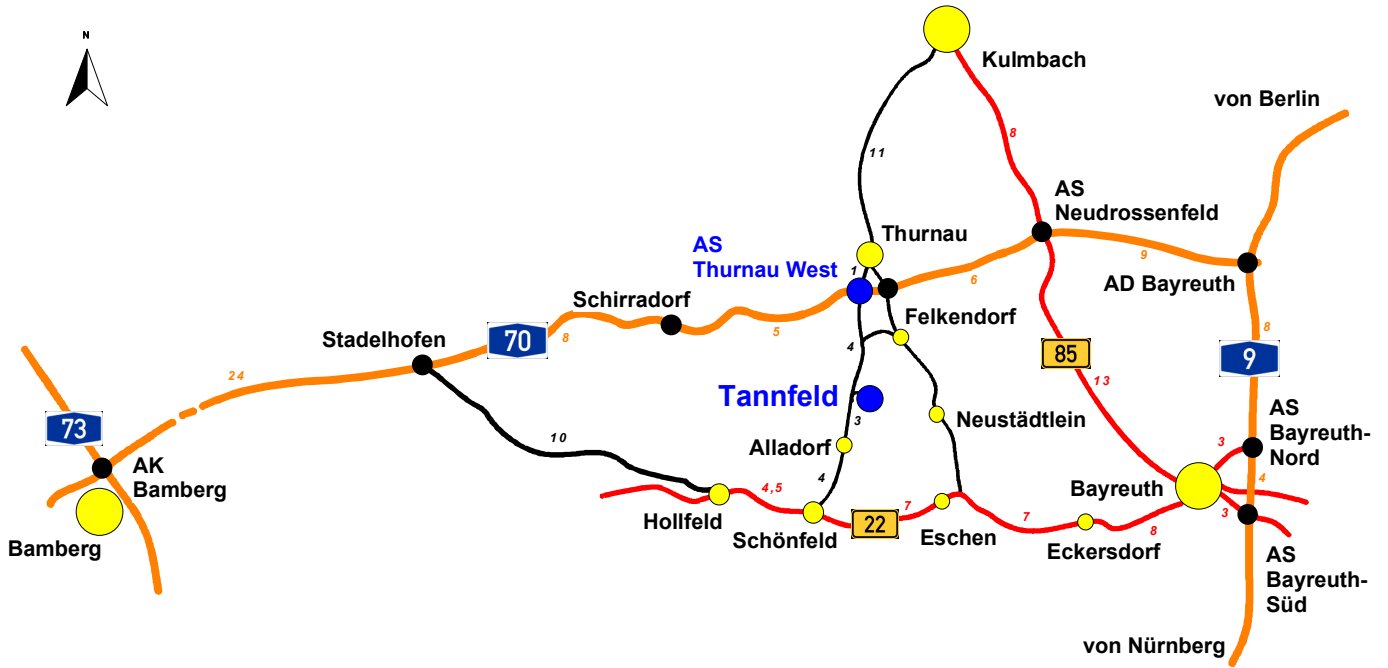 N
Kulmbach
von Berlin
8
11
AS
Neudrossenfeld
Thurnau
AS
Thurnau West
1
9
6
AD Bayreuth
Schirradorf
5
Felkendorf
8
Stadelhofen
70
8
4
85
9
24
13
Tannfeld
3
Neustädtlein
AS
Bayreuth-
Nord
73
10
Alladorf
3
AK
Bamberg
4
4,5
Bayreuth
4
Hollfeld
7
22
Schönfeld
Eschen
7
Eckersdorf
8
3
Bamberg
AS
Bayreuth-
Süd
von Nürnberg